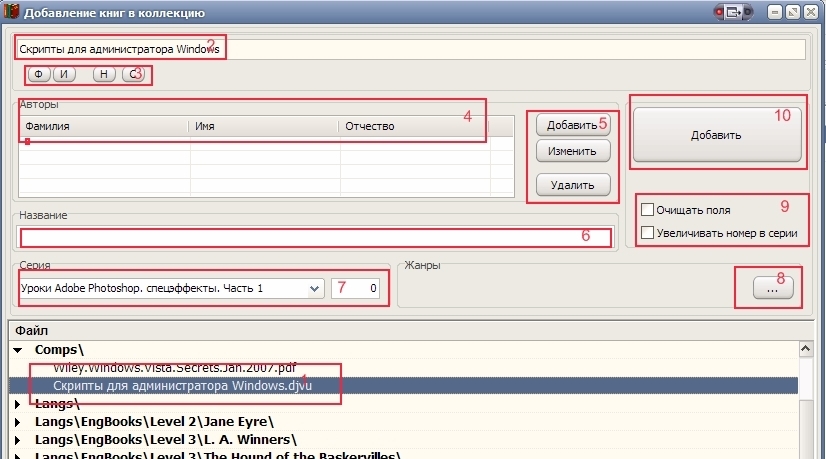 Добавление книг в коллекцию
Скрипты для администратора Windows 2
Ф И Н С 3
Авторы
Фамилия Имя Отчество 4
Добавить 5
Изменить
Удалить
10
Добавить
Очищать поля 9
Увеличивать номер в серии
Название
6
Серия
Уроки Adobe Photoshop. спецэффекты. Часть 1 7 0
Жанры
8
...
Файл
Comps\
Wiley.Windows.Vista.Secrets.Jan.2007.pdf
Скрипты для администратора Windows.djvu 1
Langs\
Langs\EngBooks\Level 2\Jane Eyre\
Langs\EngBooks\Level 3\L. A. Winners\
Langs\EngBooks\Level 3\The Hound of the Baskervilles\